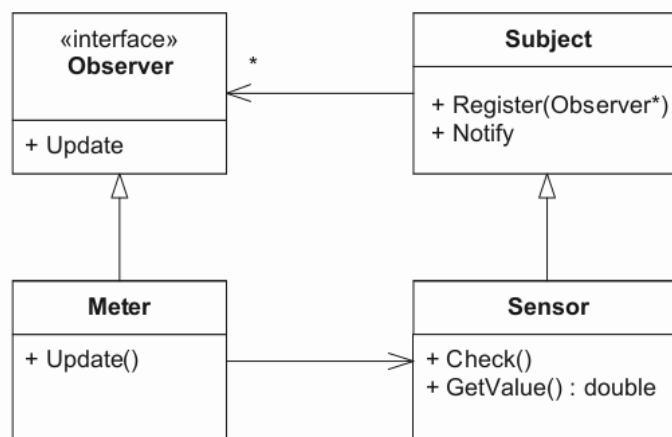 «interface»
Observer
+ Update
*
Subject
+ Register(Observer*)
+ Notify
Meter
+ Update()
Sensor
+ Check()
+ GetValue() : double